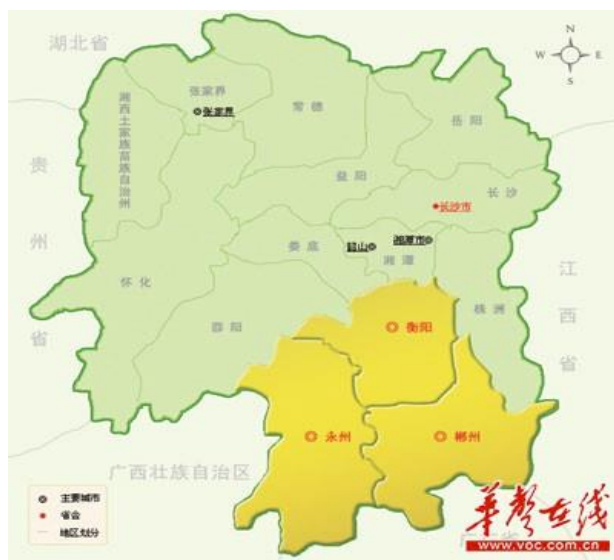 湖北省
N
W E
S
张家界
张家界
常德
岳阳
湘西土家族苗族自治州
益阳
长沙
长沙市
贵州省
娄底
韶山
湘潭市
湘潭
江西省
怀化
邵阳
株洲
衡阳
永州
郴州
广西壮族自治区
主要城市
省会
地区划分
华声在线
www.voc.com.cn